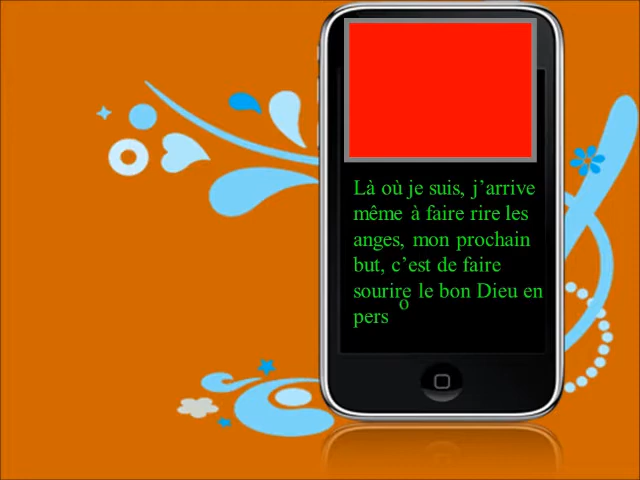 Là où je suis, j’arrive
même à faire rire les
anges, mon prochain
but, c’est de faire
sourire le bon Dieu en
pers o